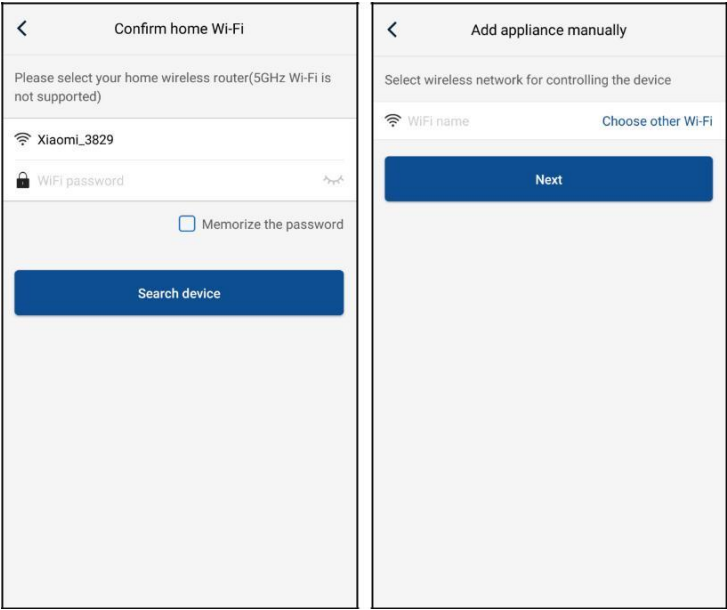 Confirm home Wi-Fi
Please select your home wireless router(5GHz Wi-Fi is
not supported)
Xiaomi_3829
WiFi password
Memorize the password
Search device
Add appliance manually
Select wireless network for controlling the device
WiFi name
Choose other Wi-Fi
Next